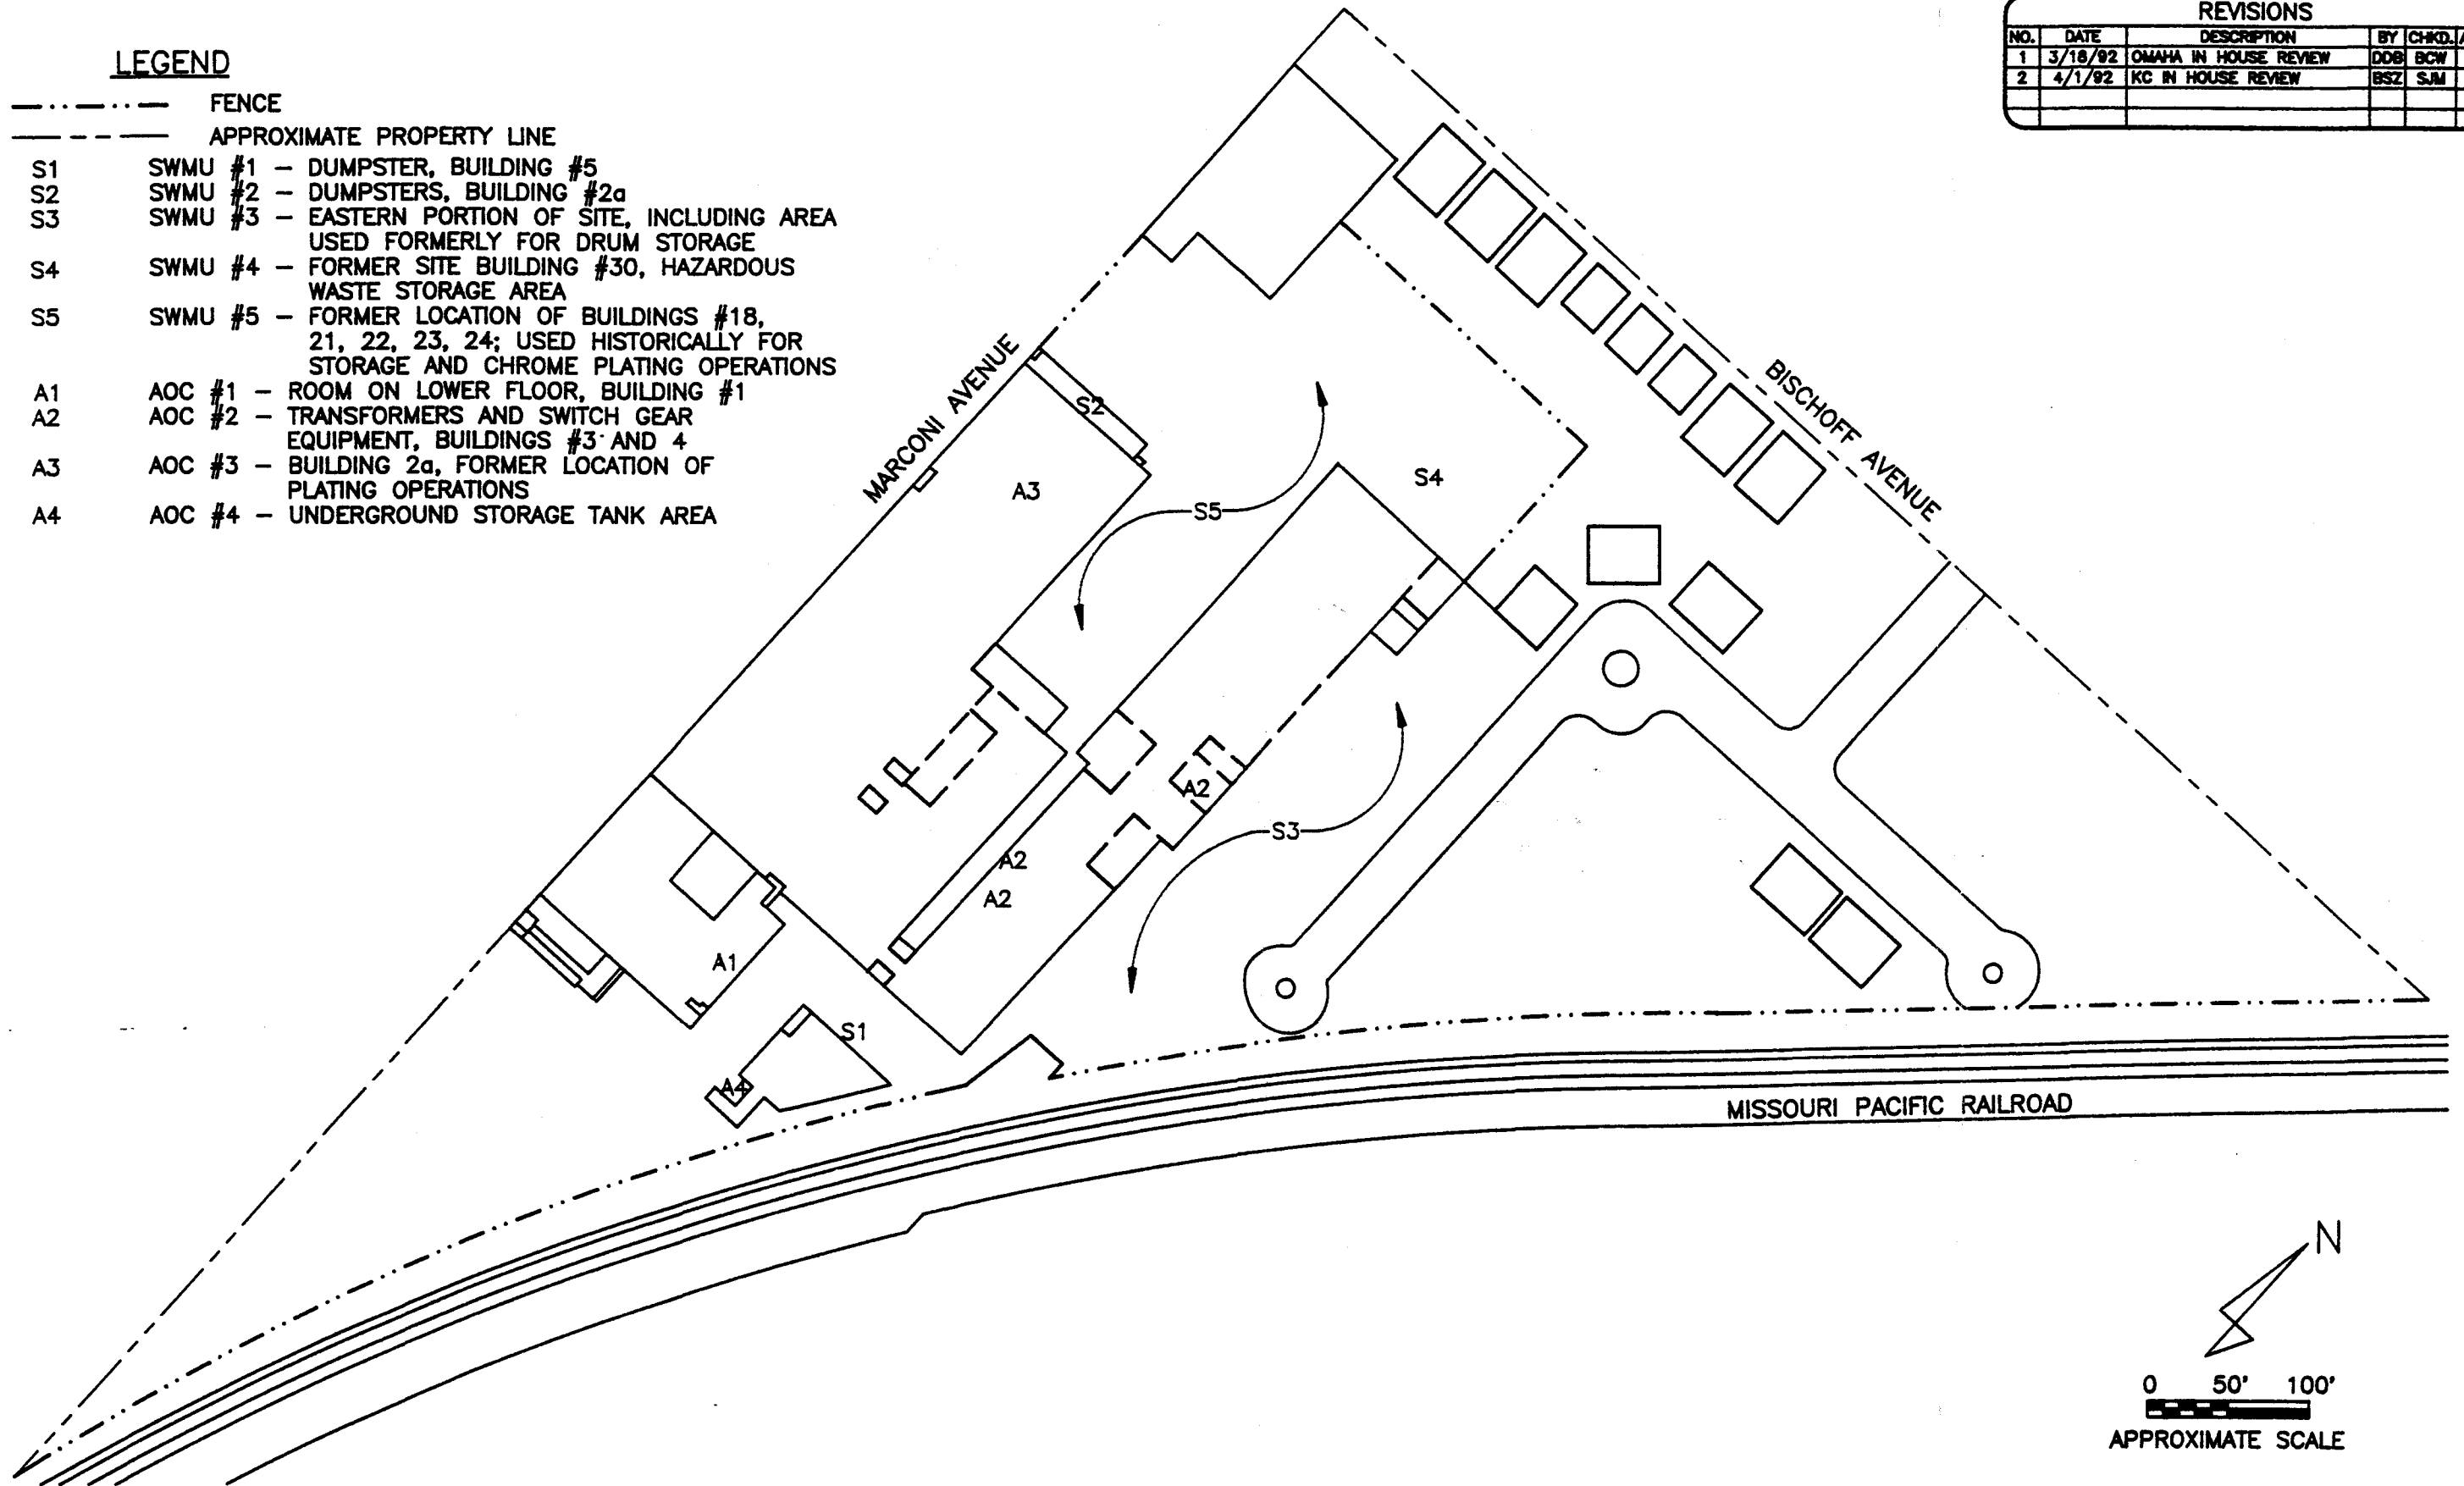 LEGEND
FENCE
APPROXIMATE PROPERTY LINE
S1 SWMU #1 – DUMPSTER, BUILDING #5
S2 SWMU #2 – DUMPSTERS, BUILDING #2a
S3 SWMU #3 – EASTERN PORTION OF SITE, INCLUDING AREA
USED FORMERLY FOR DRUM STORAGE
S4 SWMU #4 – FORMER SITE BUILDING #30, HAZARDOUS
WASTE STORAGE AREA
S5 SWMU #5 – FORMER LOCATION OF BUILDINGS #18,
21, 22, 23, 24; USED HISTORICALLY FOR
STORAGE AND CHROME PLATING OPERATIONS
A1 AOC #1 – ROOM ON LOWER FLOOR, BUILDING #1
A2 AOC #2 – TRANSFORMERS AND SWITCH GEAR
EQUIPMENT, BUILDINGS #3 AND 4
A3 AOC #3 – BUILDING 2a, FORMER LOCATION OF
PLATING OPERATIONS
A4 AOC #4 – UNDERGROUND STORAGE TANK AREA
REVISIONS
NO. DATE DESCRIPTION BY CHKD.
1 3/18/92 OMAHA IN HOUSE REVIEW DDB BCW
2 4/1/92 KC IN HOUSE REVIEW BSZ SJM
MARCONI AVENUE
BISCHOFF AVENUE
S2
A3
S5
S4
A2
S3
A2
A2
A1
S1
A4
MISSOURI PACIFIC RAILROAD
N
0 50' 100'
APPROXIMATE SCALE